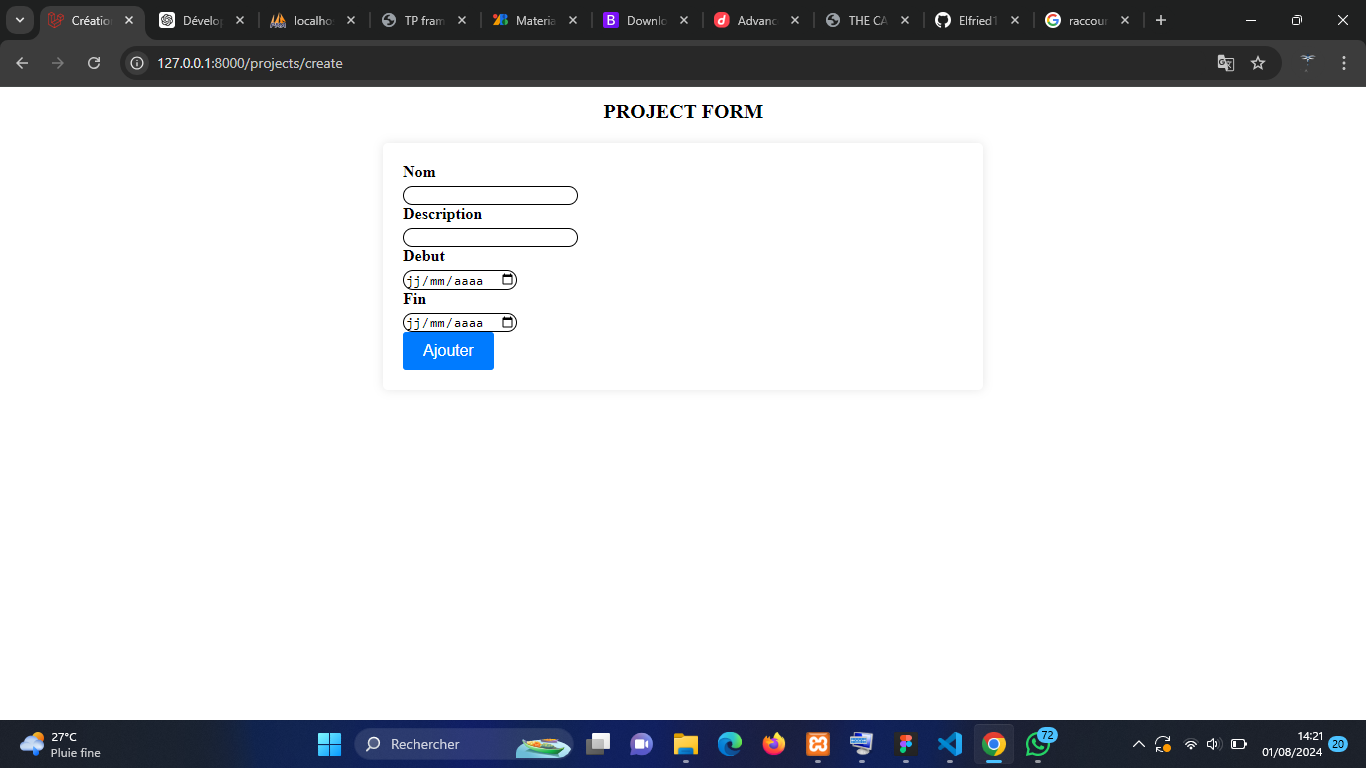 Création
Dévelop
localho
TP fram
Materia
B Downlo
Advanc
THE CA
Elfried1
raccour
127.0.0.1:8000/projects/create
PROJECT FORM
Nom
Description
Debut
jj/mm/aaaa
Fin
jj/mm/aaaa
Ajouter
27°C
Pluie fine
Rechercher
72
14:21
01/08/2024
20